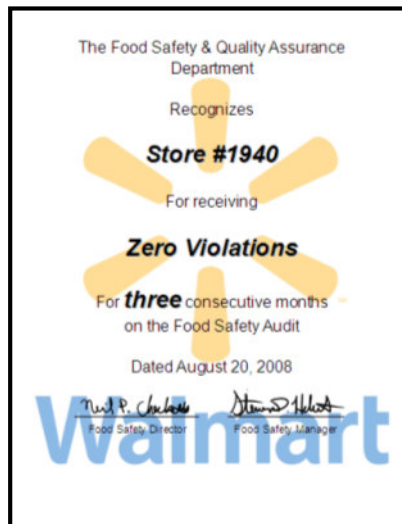 The Food Safety & Quality Assurance
Department
Recognizes
Store #1940
For receiving
Zero Violations
For three consecutive months
on the Food Safety Audit
Dated August 20, 2008
Neil P.
Food Safety Director Food Safety Manager
Walmart